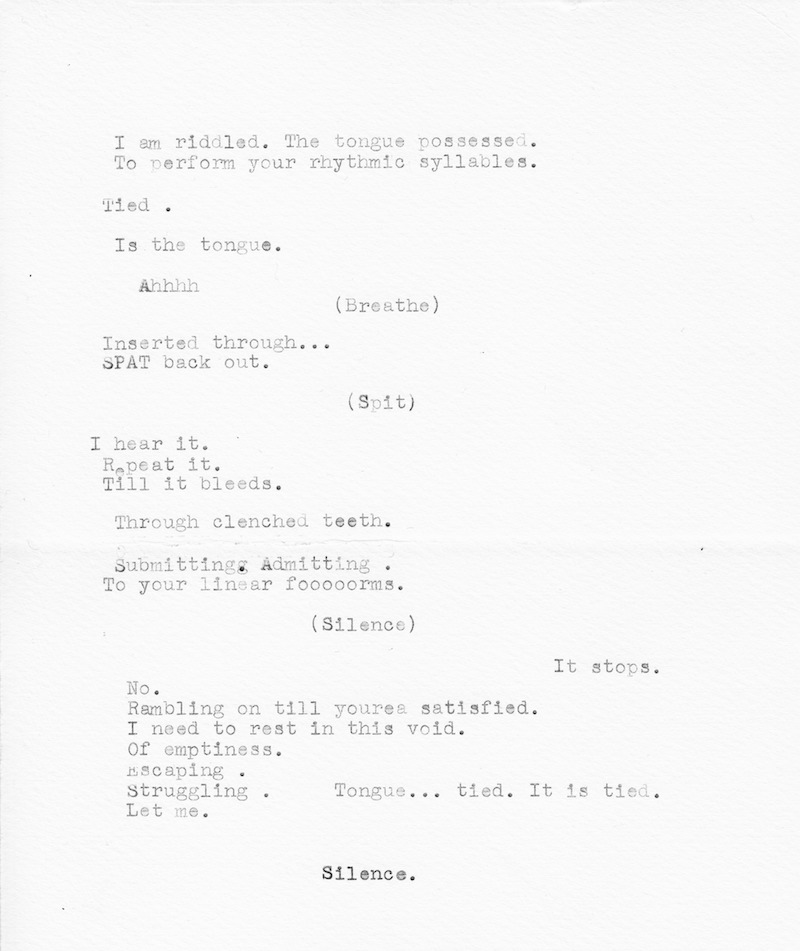 I am riddled. The tongue possessed.
To perform your rhythmic syllables.
Tied .
Is the tongue.
Ahhhh
(Breathe)
Inserted through...
SPAT back out.
(Spit)
I hear it.
Repeat it.
Till it bleeds.
Through clenched teeth.
Submittingg. Admitting .
To your linear fooooorms.
(Silence)
It stops.
No.
Rambling on till yourea satisfied.
I need to rest in this void.
Of emptiness.
Escaping .
Struggling . Tongue... tied. It is tied.
Let me.
Silence.